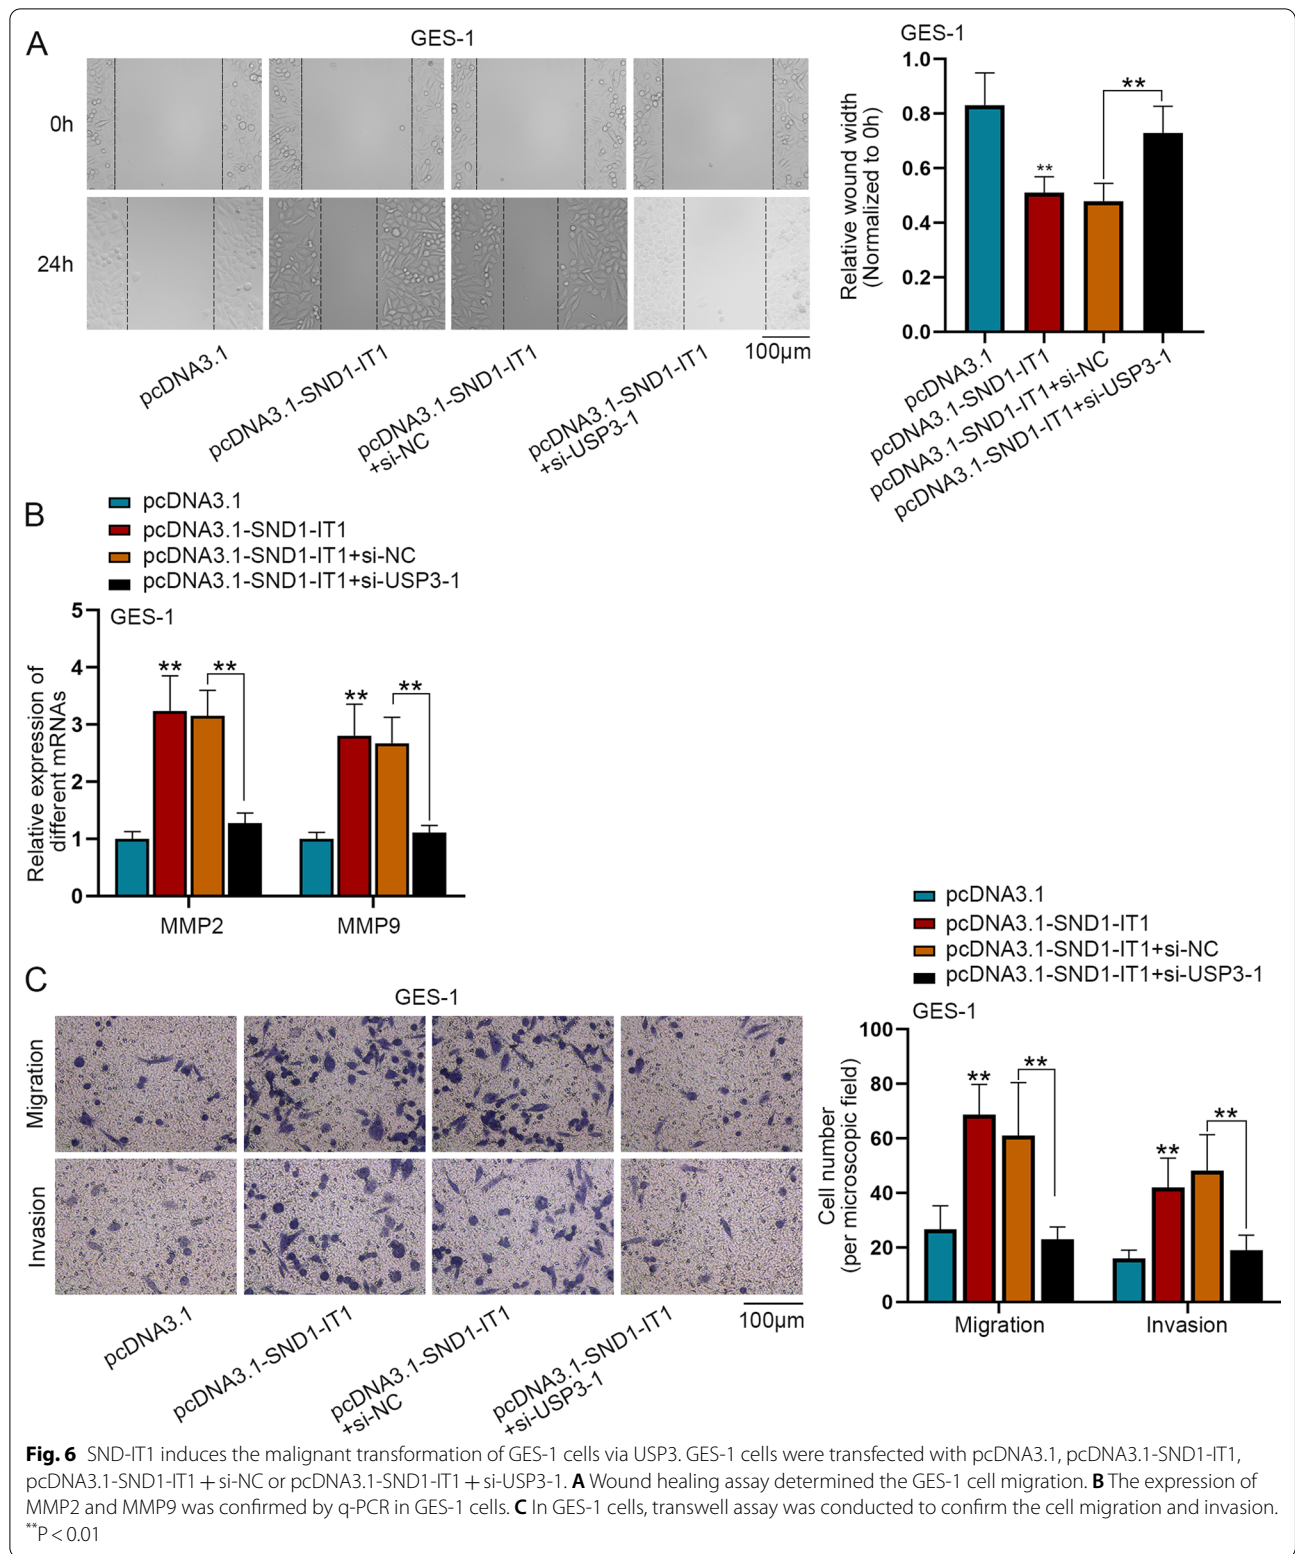 A
GES-1
0h
24h
100µm
pcDNA3.1
pcDNA3.1-SND1-IT1
pcDNA3.1-SND1-IT1
+si-NC
pcDNA3.1-SND1-IT1
+si-USP3-1
GES-1
Relative wound width
(Normalized to 0h)
1.0
0.8
0.6
0.4
0.2
0.0
**
**
pcDNA3.1
pcDNA3.1-SND1-IT1
pcDNA3.1-SND1-IT1+si-NC
pcDNA3.1-SND1-IT1+si-USP3-1
B
pcDNA3.1
pcDNA3.1-SND1-IT1
pcDNA3.1-SND1-IT1+si-NC
pcDNA3.1-SND1-IT1+si-USP3-1
GES-1
Relative expression of
different mRNAs
5
4
3
2
1
0
**
**
**
**
MMP2
MMP9
C
GES-1
Migration
Invasion
100µm
pcDNA3.1
pcDNA3.1-SND1-IT1
pcDNA3.1-SND1-IT1
+si-NC
pcDNA3.1-SND1-IT1
+si-USP3-1
pcDNA3.1
pcDNA3.1-SND1-IT1
pcDNA3.1-SND1-IT1+si-NC
pcDNA3.1-SND1-IT1+si-USP3-1
GES-1
Cell number
(per microscopic field)
100
80
60
40
20
0
**
**
**
**
Migration
Invasion
Fig. 6 SND-IT1 induces the malignant transformation of GES-1 cells via USP3. GES-1 cells were transfected with pcDNA3.1, pcDNA3.1-SND1-IT1,
pcDNA3.1-SND1-IT1 + si-NC or pcDNA3.1-SND1-IT1 + si-USP3-1. A Wound healing assay determined the GES-1 cell migration. B The expression of
MMP2 and MMP9 was confirmed by q-PCR in GES-1 cells. C In GES-1 cells, transwell assay was conducted to confirm the cell migration and invasion.
**P < 0.01